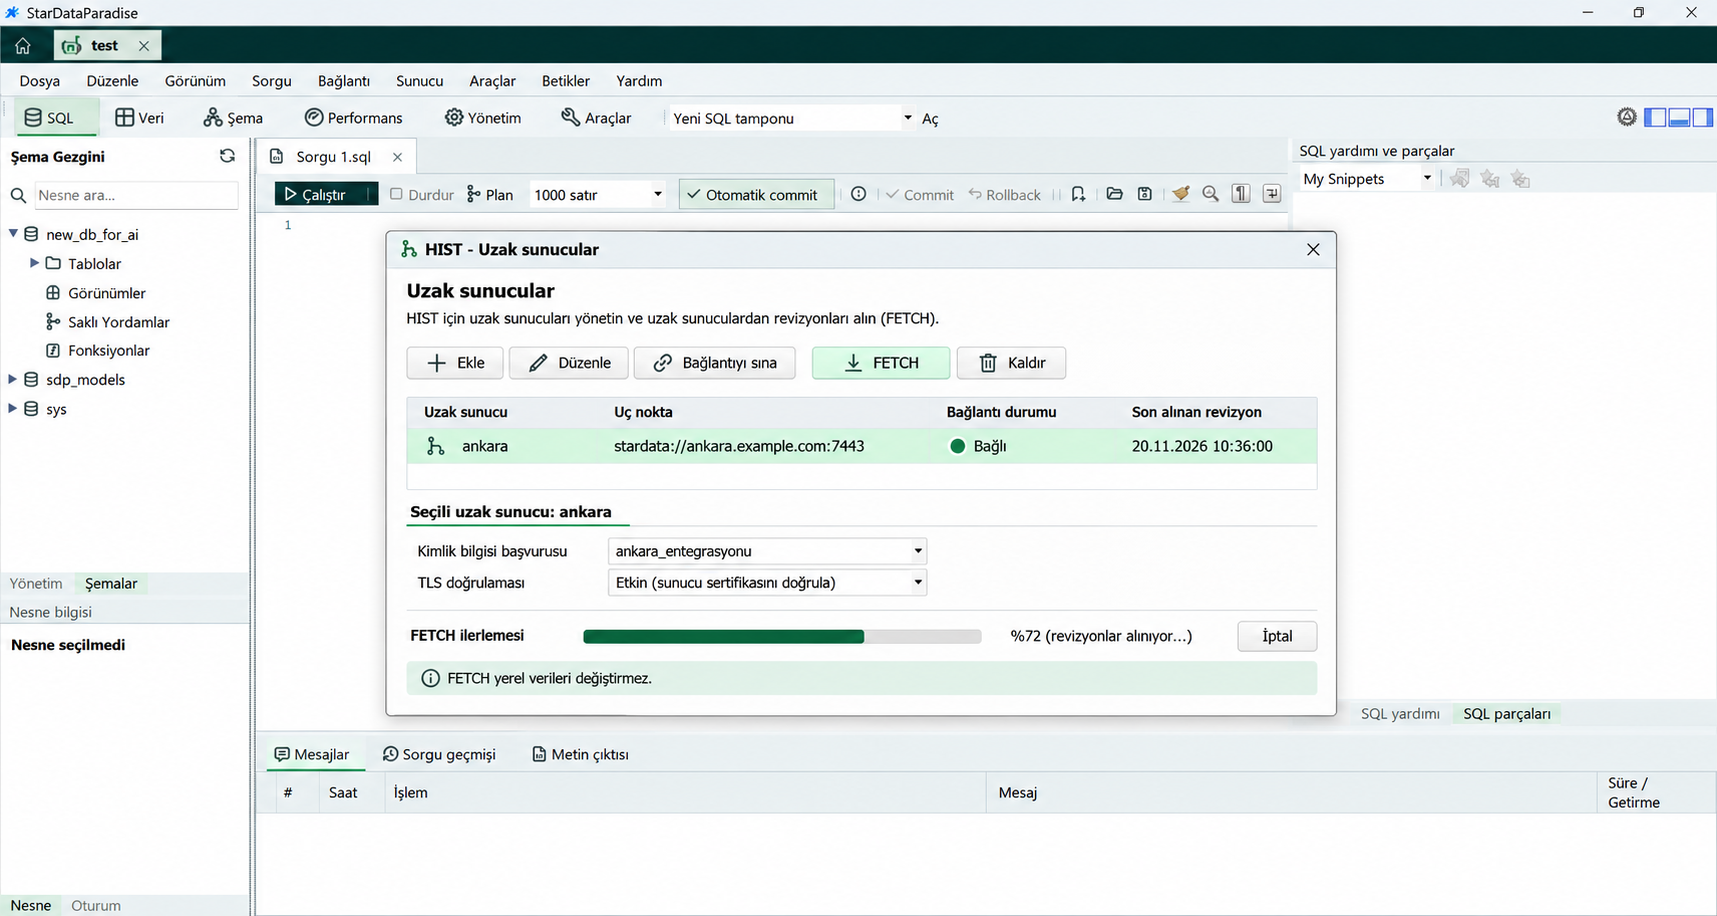 StarDataParadise
test
Dosya Düzenle Görünüm Sorgu Bağlantı Sunucu Araçlar Betikler Yardım
SQL Veri Şema Performans Yönetim Araçlar Yeni SQL tamponu Aç
Şema Gezgini
Nesne ara...
new_db_for_ai
Tablolar
Görünümler
Saklı Yordamlar
Fonksiyonlar
sdp_models
sys
Yönetim Şemalar
Nesne bilgisi
Nesne seçilmedi
Nesne Oturum
Sorgu 1.sql
Çalıştır Durdur Plan 1000 satır Otomatik commit Commit Rollback
1
HIST - Uzak sunucular
Uzak sunucular
HIST için uzak sunucuları yönetin ve uzak sunuculardan revizyonları alın (FETCH).
Ekle Düzenle Bağlantıyı sına FETCH Kaldır
Uzak sunucu Uç nokta Bağlantı durumu Son alınan revizyon
ankara stardata://ankara.example.com:7443 Bağlı 20.11.2026 10:36:00
Seçili uzak sunucu: ankara
Kimlik bilgisi başvurusu ankara_entegrasyonu
TLS doğrulaması Etkin (sunucu sertifikasını doğrula)
FETCH ilerlemesi %72 (revizyonlar alınıyor...) İptal
FETCH yerel verileri değiştirmez.
SQL yardımı ve parçalar
My Snippets
SQL yardımı SQL parçaları
Mesajlar Sorgu geçmişi Metin çıktısı
# Saat İşlem Mesaj Süre /
Getirme